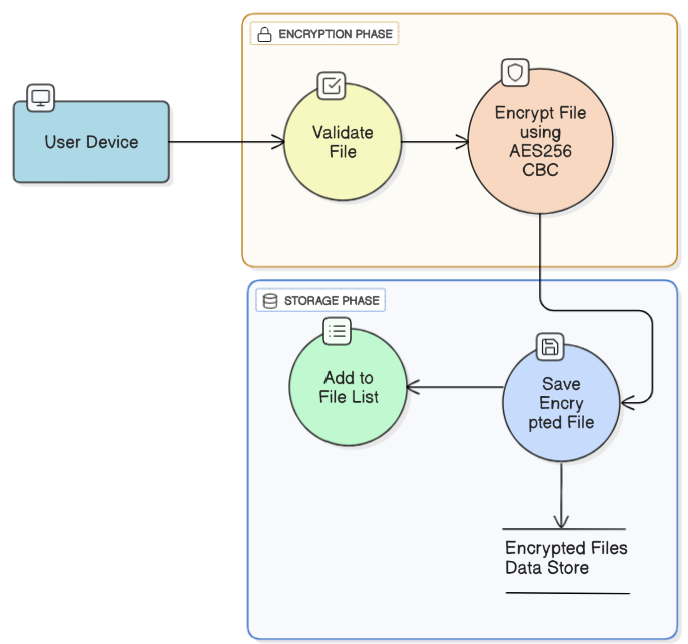 ENCRYPTION PHASE
User Device
Validate
File
Encrypt File
using
AES256
CBC
STORAGE PHASE
Add to
File List
Save
Encry
pted File
Encrypted Files
Data Store